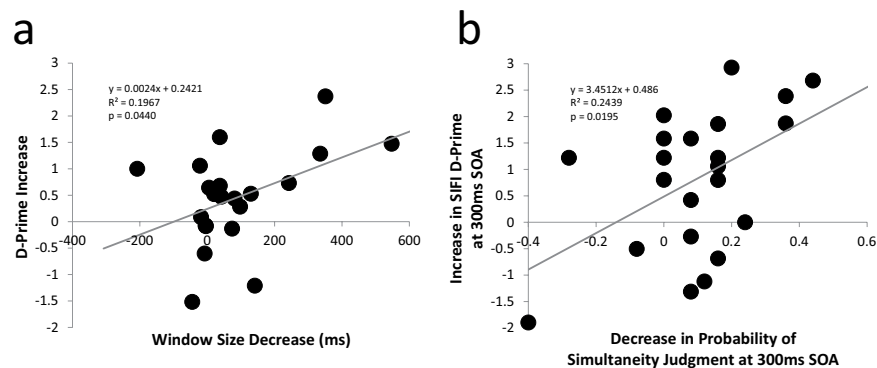 a
3
2.5
2
1.5
1
0.5
0
-0.5
-1
-1.5
-2
-400
-200
0
200
400
600
y = 0.0024x + 0.2421
R² = 0.1967
p = 0.0440
D-Prime Increase
Window Size Decrease (ms)
b
3
2.5
2
1.5
1
0.5
0
-0.5
-1
-1.5
-2
-0.4
-0.2
0
0.2
0.4
0.6
y = 3.4512x + 0.486
R² = 0.2439
p = 0.0195
Increase in SIFI D-Prime
at 300ms SOA
Decrease in Probability of
Simultaneity Judgment at 300ms SOA